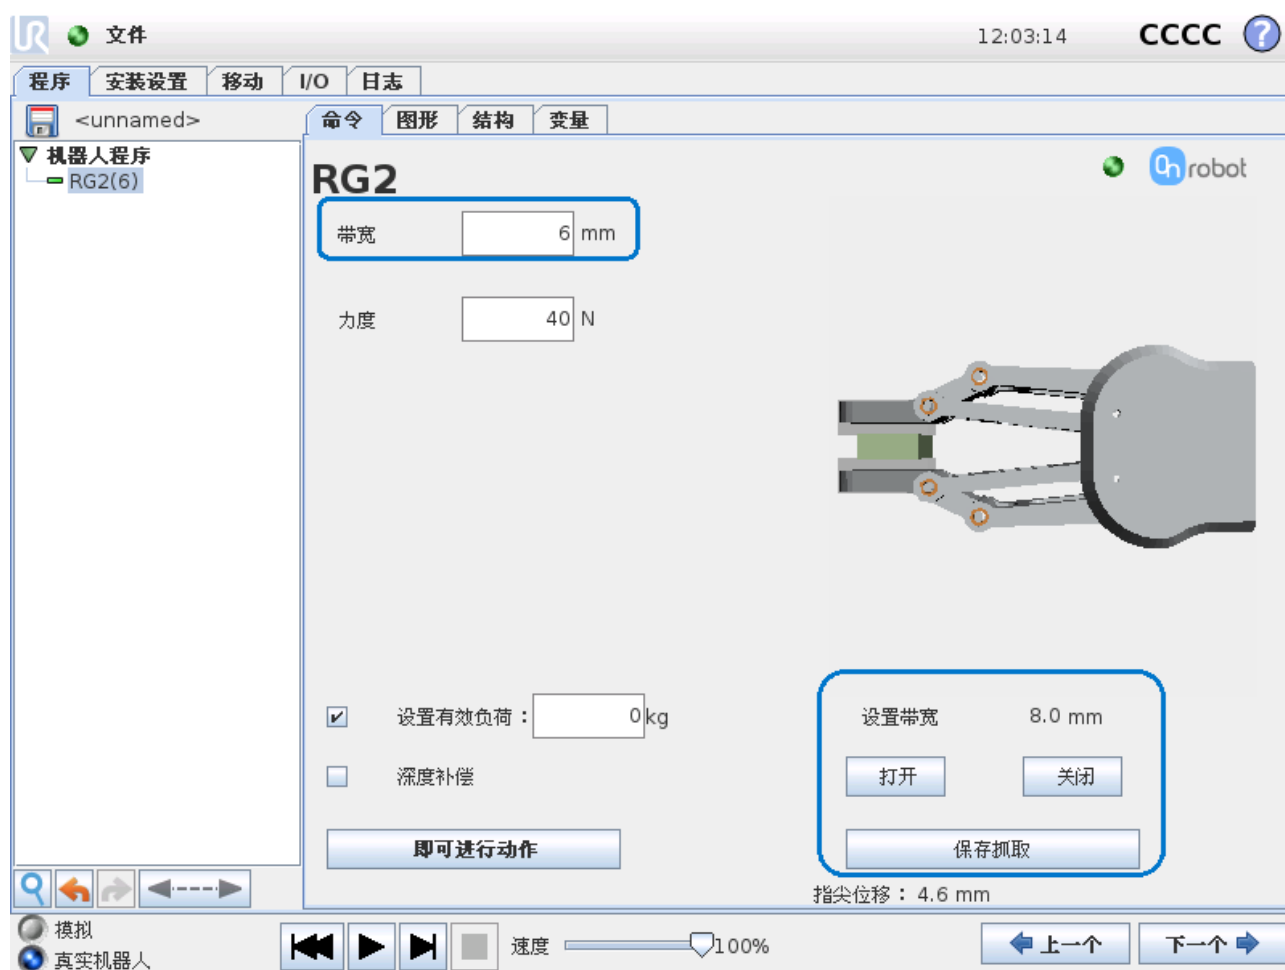 UR 文件 12:03:14 CCCC ?
程序 安装设置 移动 I/O 日志
<unnamed> 命令 图形 结构 变量
机器人程序
RG2(6)
RG2
On robot
带宽 6 mm
力度 40 N
设置有效负荷： 0 kg
设置带宽 8.0 mm
深度补偿
打开 关闭
即可进行动作
保存抓取
指尖位移： 4.6 mm
模拟
真实机器人
速度 100%
上一个 下一个